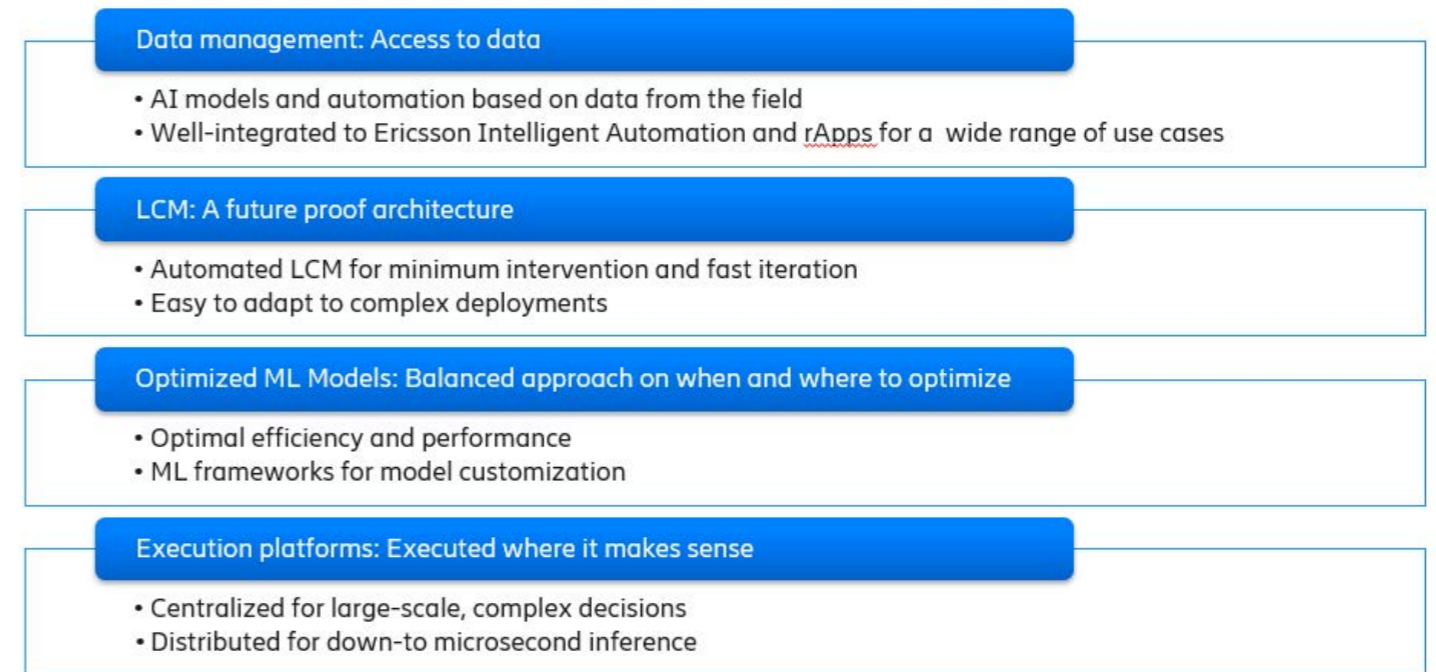 Data management: Access to data
• AI models and automation based on data from the field
• Well-integrated to Ericsson Intelligent Automation and rApps for a  wide range of use cases
LCM: A future proof architecture
• Automated LCM for minimum intervention and fast iteration
• Easy to adapt to complex deployments
Optimized ML Models: Balanced approach on when and where to optimize
• Optimal efficiency and performance
• ML frameworks for model customization
Execution platforms: Executed where it makes sense
• Centralized for large-scale, complex decisions
• Distributed for down-to microsecond inference